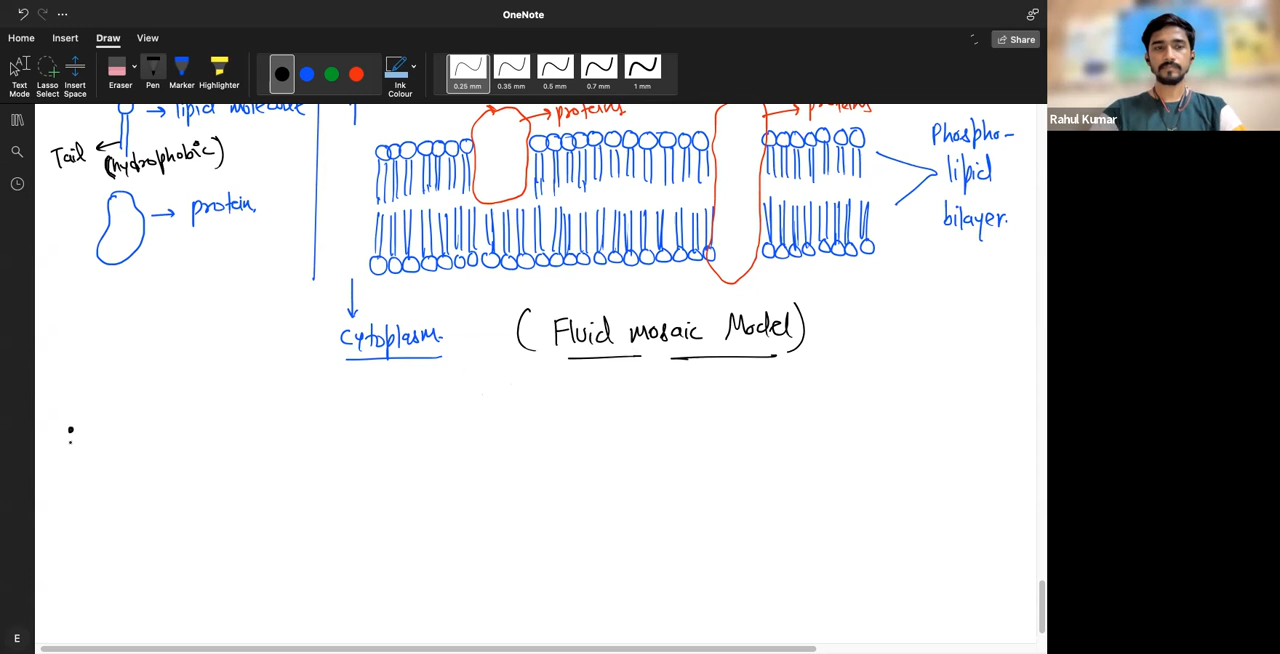 OneNote
Home Insert Draw View
Share
Text Mode
Lasso Select
Insert Space
Eraser
Pen
Marker
Highlighter
Ink Colour
0.25 mm
0.35 mm
0.5 mm
0.7 mm
1 mm
Rahul Kumar
→ lipid molecule
Tail ← (hydrophobic)
→ protein
→ proteins
→ proteins
Phospho-
lipid
bilayer.
Cytoplasm.
(Fluid mosaic Model)
E